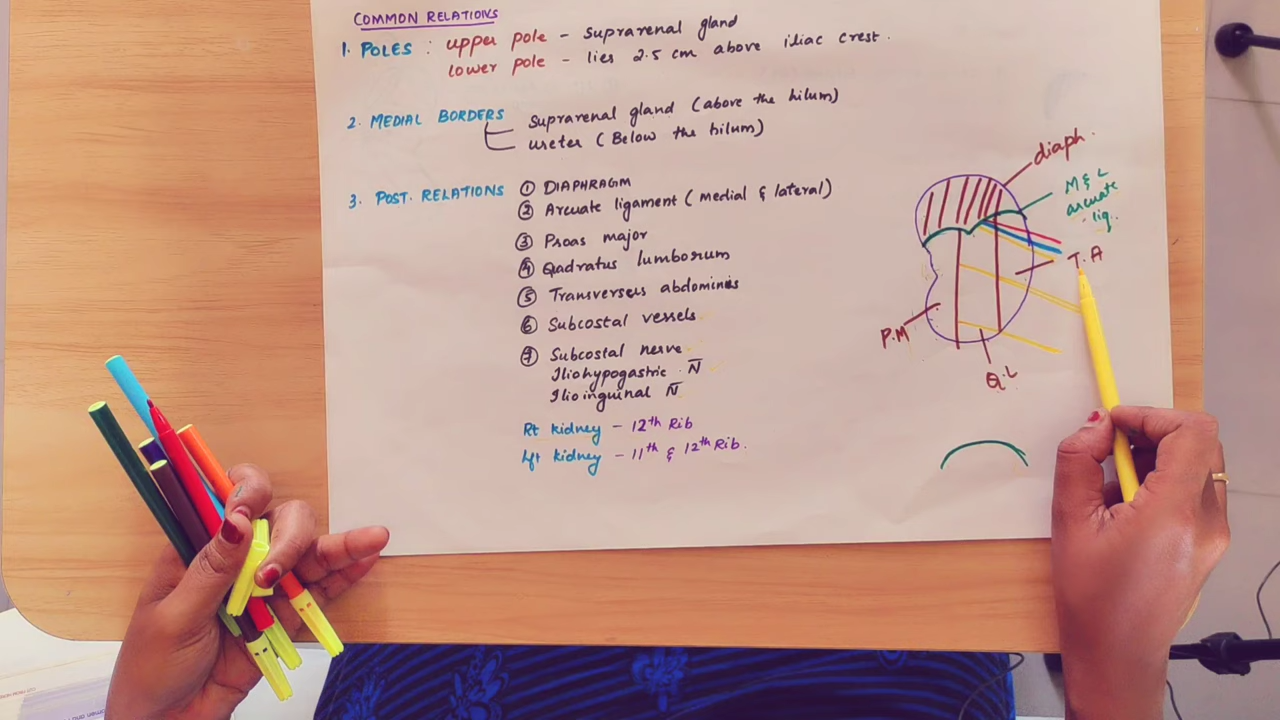 COMMON RELATIONS
1. POLES : upper pole - suprarenal gland
lower pole - lies 2.5 cm above iliac crest.
2. MEDIAL BORDERS
suprarenal gland (above the hilum)
ureter (Below the hilum)
3. POST. RELATIONS
① DIAPHRAGM
② Arcuate ligament (medial & lateral)
③ Psoas major
④ Quadratus lumborum
⑤ Transversus abdominis
⑥ Subcostal vessels
⑦ Subcostal nerve
Iliohypogastric N̅
Ilioinguinal N̅
Rt kidney - 12th Rib
Lft kidney - 11th & 12th Rib.
diaph.
M & L
arcuate
lig.
T.A
P.M
Q.L